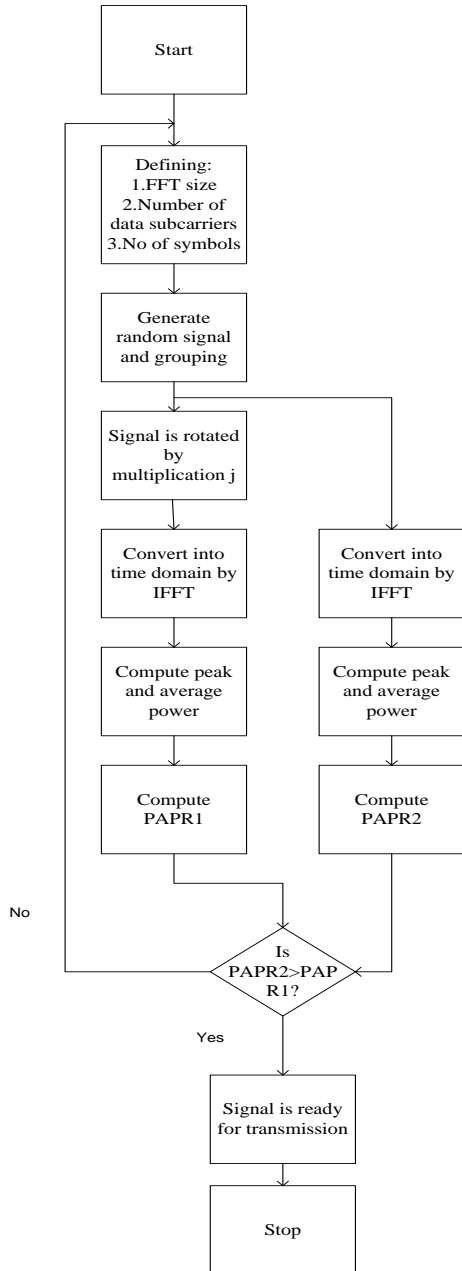 Start
Defining:
1.FFT size
2.Number of
data subcarriers
3.No of symbols
Generate
random signal
and grouping
Signal is rotated
by
multiplication j
Convert into
time domain by
IFFT
Convert into
time domain by
IFFT
Compute peak
and average
power
Compute peak
and average
power
Compute
PAPR1
Compute
PAPR2
No
Is
PAPR2>PAP
R1?
Yes
Signal is ready
for transmission
Stop